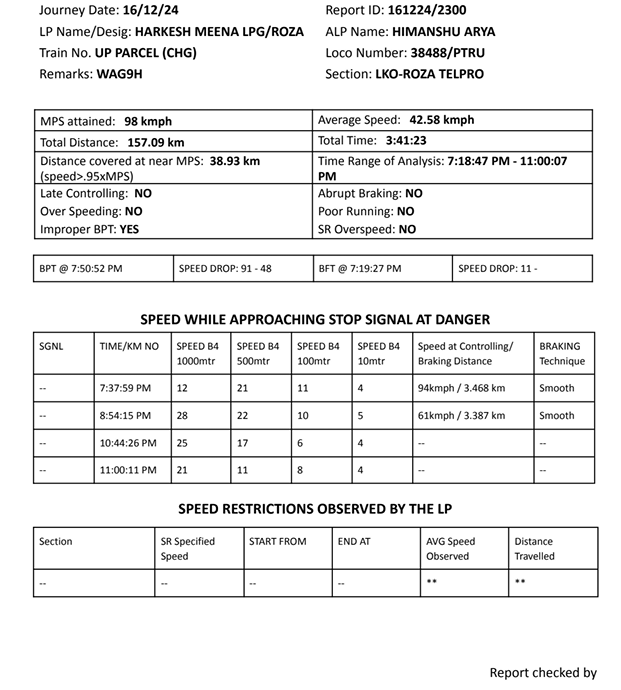 Journey Date: 16/12/24 Report ID: 161224/2300
LP Name/Desig: HARKESH MEENA LPG/ROZA ALP Name: HIMANSHU ARYA
Train No. UP PARCEL (CHG) Loco Number: 38488/PTRU
Remarks: WAG9H Section: LKO-ROZA TELPRO
MPS attained: 98 kmph Average Speed: 42.58 kmph
Total Distance: 157.09 km Total Time: 3:41:23
Distance covered at near MPS: 38.93 km Time Range of Analysis: 7:18:47 PM - 11:00:07
(speed>.95xMPS) PM
Late Controlling: NO Abrupt Braking: NO
Over Speeding: NO Poor Running: NO
Improper BPT: YES SR Overspeed: NO
BPT @ 7:50:52 PM SPEED DROP: 91 - 48 BFT @ 7:19:27 PM SPEED DROP: 11 -
SPEED WHILE APPROACHING STOP SIGNAL AT DANGER
SGNL TIME/KM NO SPEED B4 SPEED B4 SPEED B4 SPEED B4 Speed at Controlling/ BRAKING
1000mtr 500mtr 100mtr 10mtr Braking Distance Technique
-- 7:37:59 PM 12 21 11 4 94kmph / 3.468 km Smooth
-- 8:54:15 PM 28 22 10 5 61kmph / 3.387 km Smooth
-- 10:44:26 PM 25 17 6 4 -- --
-- 11:00:11 PM 21 11 8 4 -- --
SPEED RESTRICTIONS OBSERVED BY THE LP
Section SR Specified START FROM END AT AVG Speed Distance
Speed Observed Travelled
-- -- -- -- ** **
Report checked by